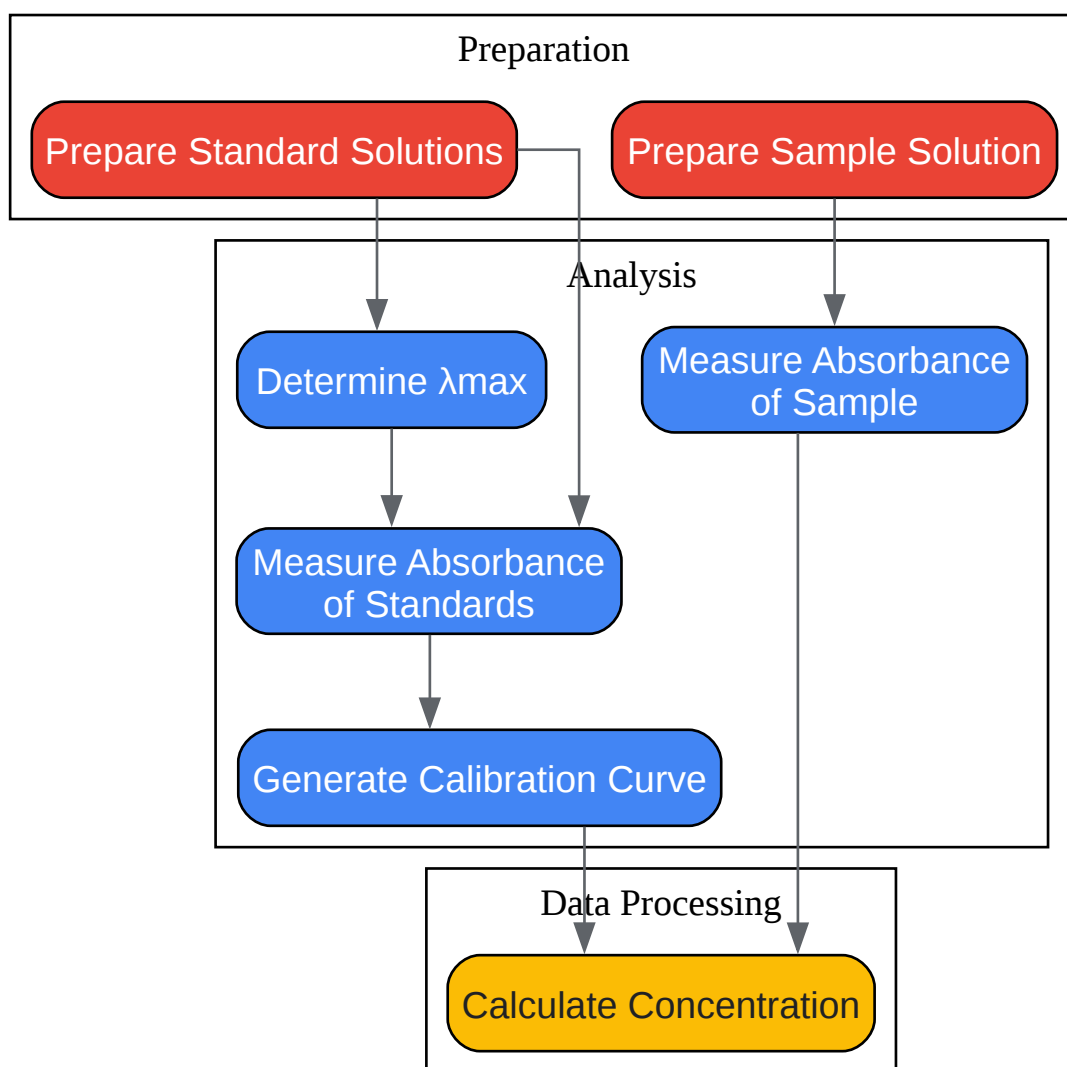 Preparation
Prepare Standard Solutions
Prepare Sample Solution
Analysis
Determine λmax
Measure Absorbance
of Sample
Measure Absorbance
of Standards
Generate Calibration Curve
Data Processing
Calculate Concentration